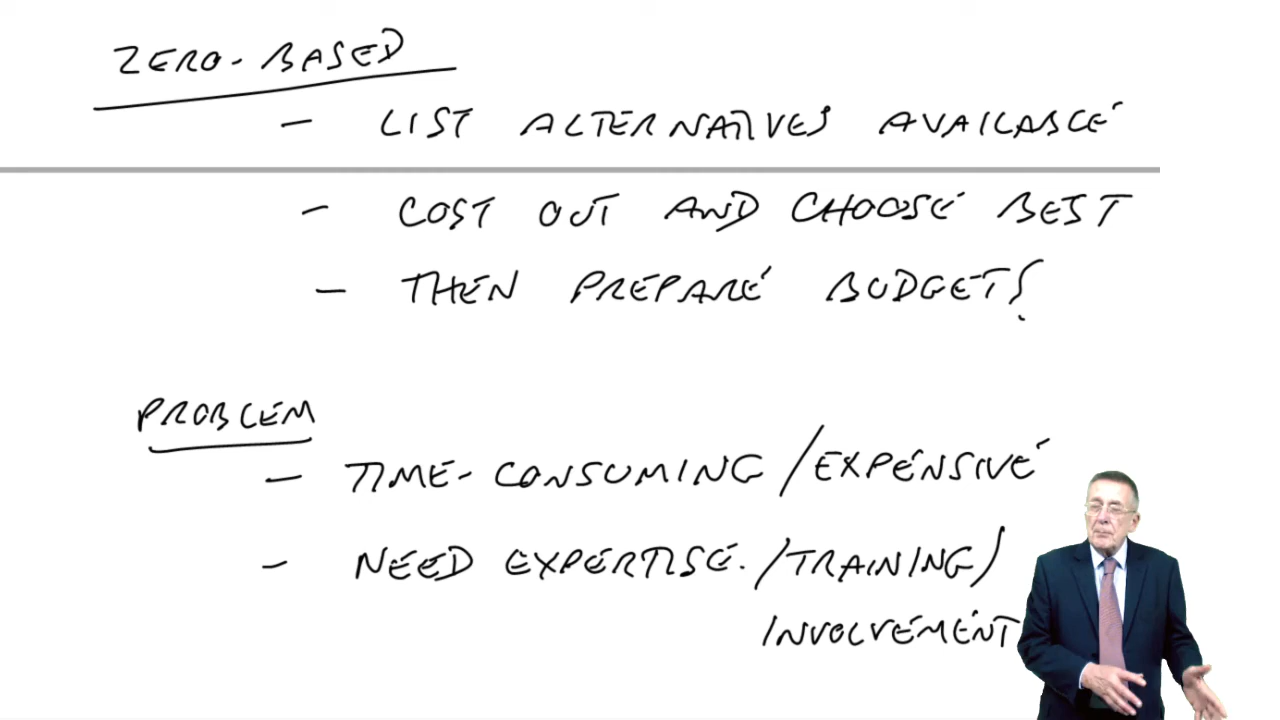 ZERO-BASED
- LIST ALTERNATIVES AVAILABLE
- COST OUT AND CHOOSE BEST
- THEN PREPARE BUDGET!
PROBLEM
- TIME-CONSUMING/EXPENSIVE
- NEED EXPERTISE./TRAINING/
INVOLVEMENT